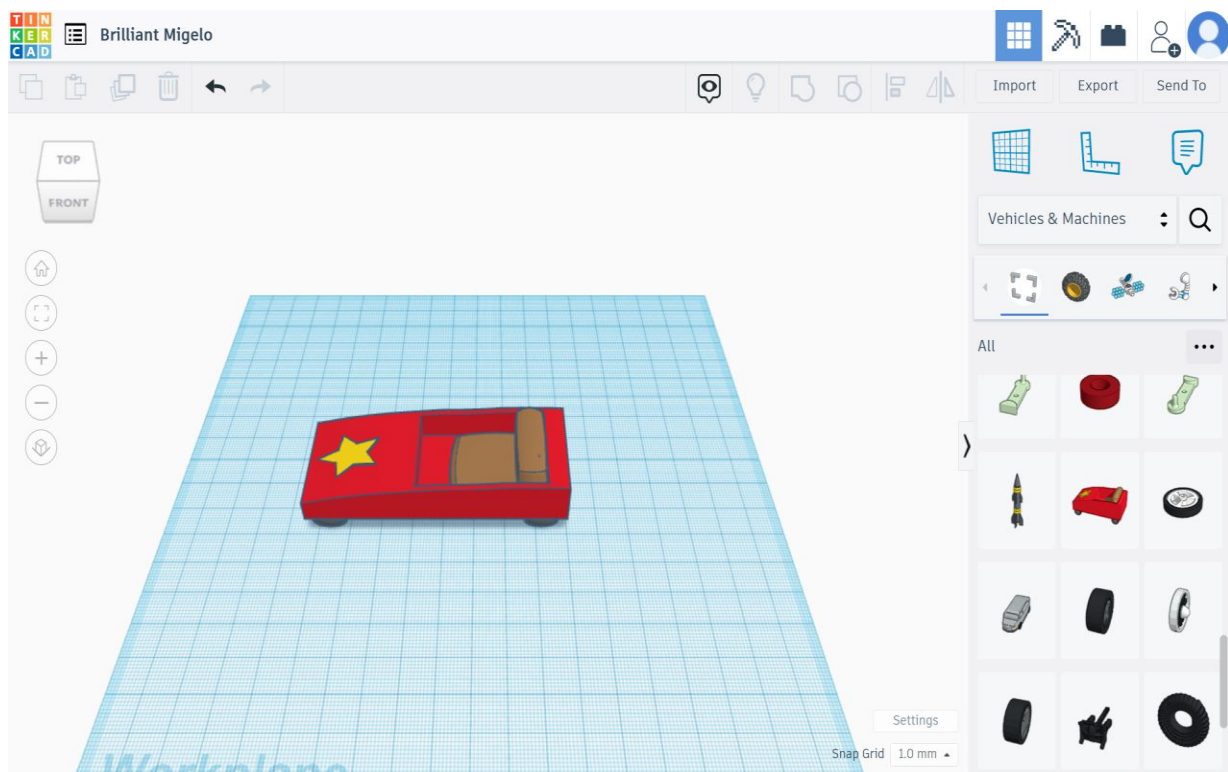 TIN
KER
CAD
Brilliant Migelo
Import
Export
Send To
TOP
FRONT
Vehicles & Machines
All
Settings
Snap Grid 1.0 mm
Workplane